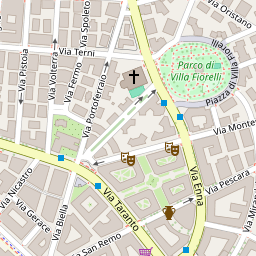 Via Oristano
Via Spoleto
Via Terni
Via Pistoia
Via Volterra
Via Fermo
Via Portoferraio
Parco di
Villa Fiorelli
Piazza di Villa Fiorelli
Via Monte
Via Enna
Via Pescara
Via Nicastro
Via Gerace
Via Biella
Via Taranto
Via San Remo
Via Mira